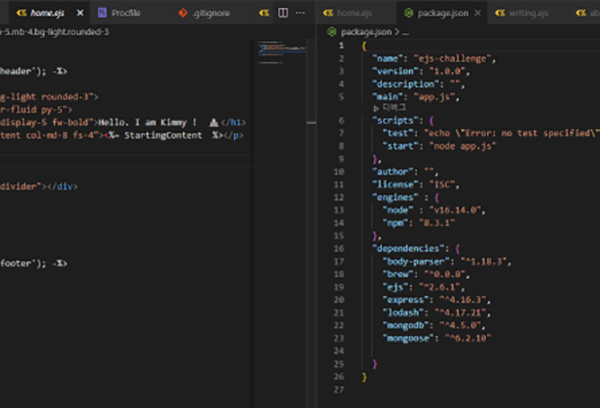 home.ejs
Procfile
.gitignore
home.ejs
package.json
writing.ejs
-5.mb-4.bg-light.rounded-3
package.json > ...
header'); -%>
g-light rounded-3">
r-fluid py-5">
display-5 fw-bold">Hello. I am Kimmy ! </h1>
tent col-md-8 fs-4"><%= StartingContent %></p>
divider"></div>
footer'); -%>
1 {
2 "name": "ejs-challenge",
3 "version": "1.0.0",
4 "description": "",
5 "main": "app.js",
디버그
6 "scripts": {
7 "test": "echo \"Error: no test specified\"
8 "start": "node app.js"
9 },
10 "author": "",
11 "license": "ISC",
12 "engines" : {
13 "node" : "v16.14.0",
14 "npm": "8.3.1"
15 },
16 "dependencies": {
17 "body-parser": "^1.18.3",
18 "brew": "^0.0.8",
19 "ejs": "^2.6.1",
20 "express": "^4.16.3",
21 "lodash": "^4.17.21",
22 "mongodb": "^4.5.0",
23 "mongoose": "^6.2.10"
24
25 }
26 }
27